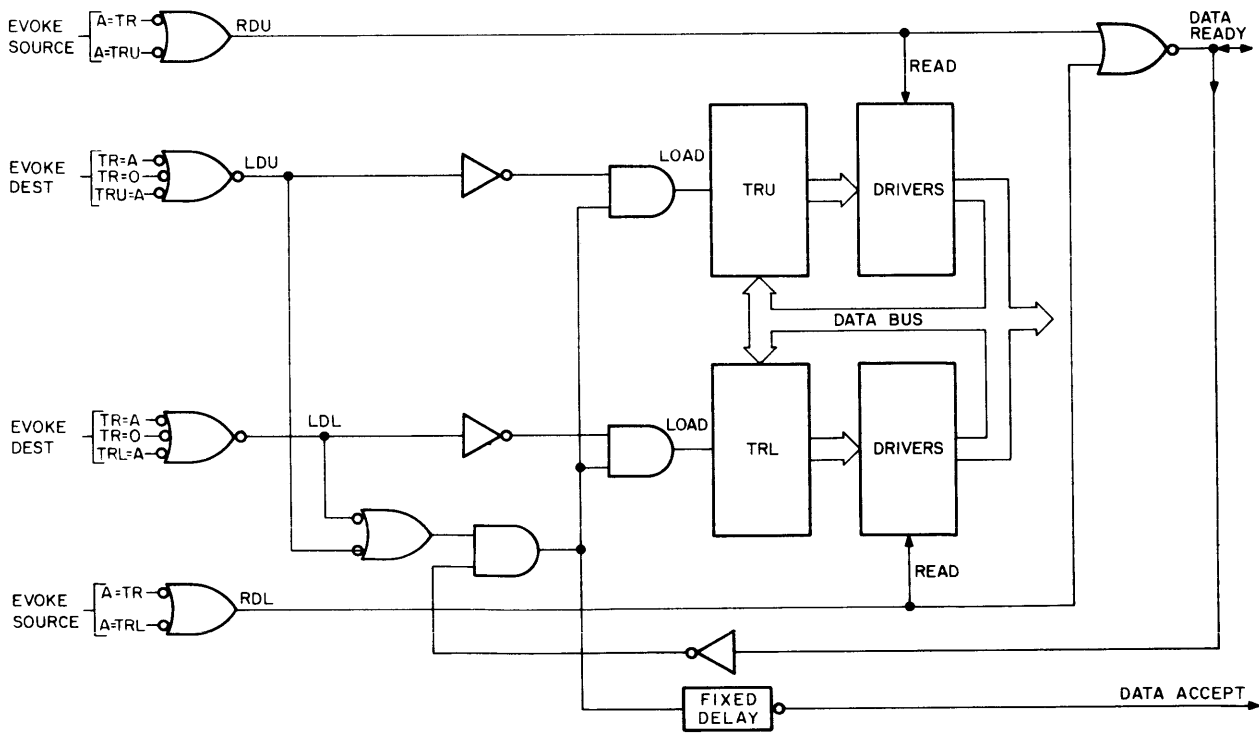 EVOKE
SOURCE
A=TR
A=TRU
RDU
DATA
READY
READ
EVOKE
DEST
TR=A
TR=O
TRU=A
LDU
LOAD
TRU
DRIVERS
DATA BUS
EVOKE
DEST
TR=A
TR=O
TRL=A
LDL
LOAD
TRL
DRIVERS
EVOKE
SOURCE
A=TR
A=TRL
RDL
READ
FIXED
DELAY
DATA ACCEPT